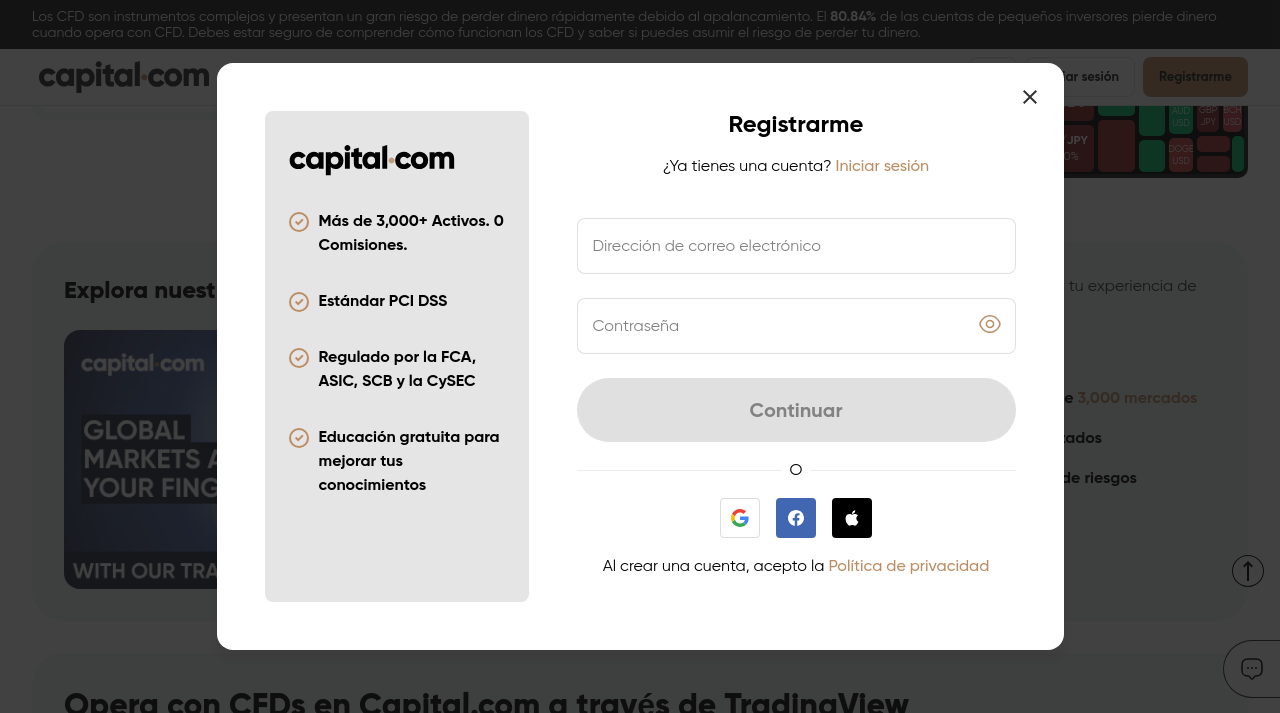 Los CFD son instrumentos complejos y presentan un gran riesgo de perder dinero rápidamente debido al apalancamiento. El 80.84% de las cuentas de pequeños inversores pierde dinero
cuando opera con CFD. Debes estar seguro de comprender cómo funcionan los CFD y saber si puedes asumir el riesgo de perder tu dinero.
capital.com
sesión
Registrarme
AUD
USD
GBP
JPY
USD
JPY
DOGE
USD
Explora
tu experiencia de
capital.com
GLOBAL
MARKETS
YOUR
WITH OUR
3,000 mercados
de riesgos
Opera con CFDs en Capital.com a través de TradingView
Registrarme
¿Ya tienes una cuenta? Iniciar sesión
capital.com
Más de 3,000+ Activos. 0
Comisiones.
Estándar PCI DSS
Regulado por la FCA,
ASIC, SCB y la CySEC
Educación gratuita para
mejorar tus
conocimientos
Dirección de correo electrónico
Contraseña
Continuar
O
Al crear una cuenta, acepto la Política de privacidad